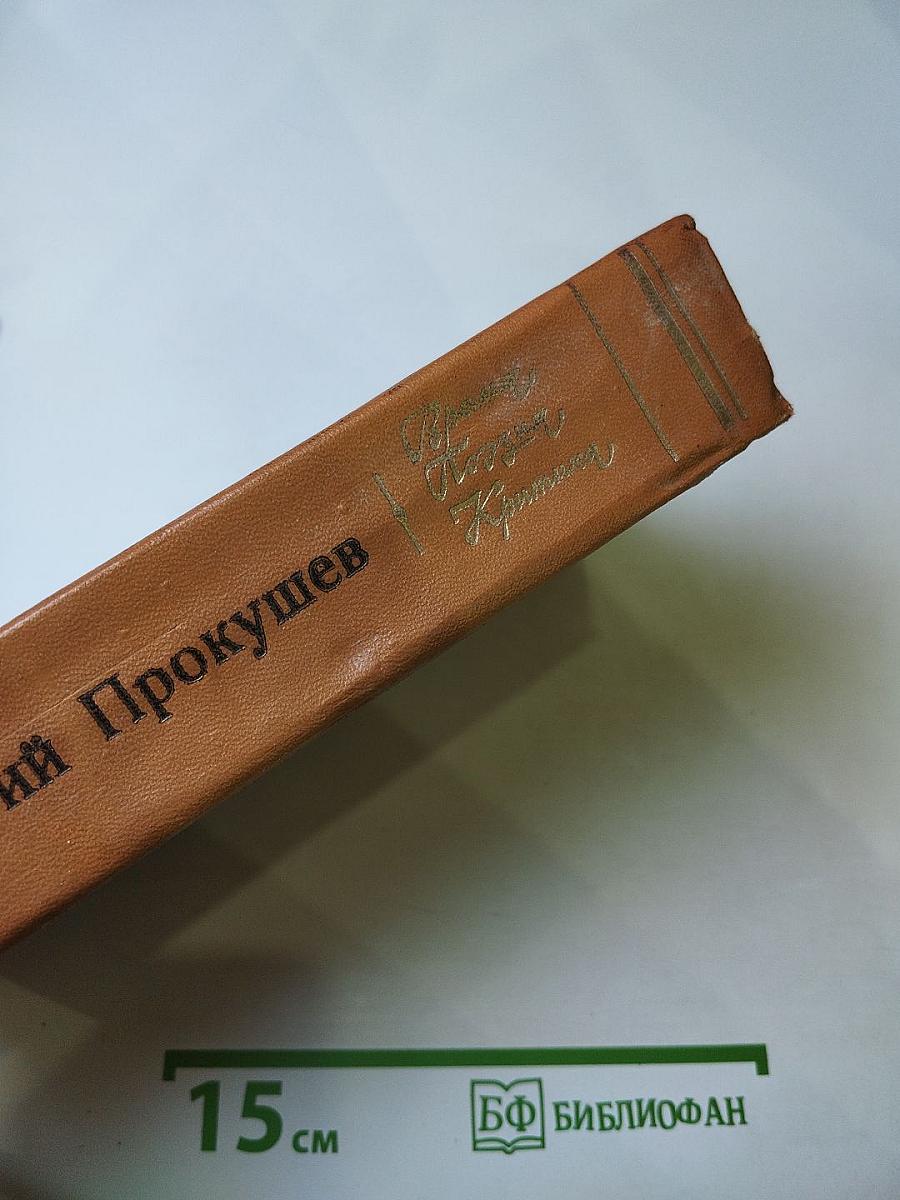 ий Прокушев
Время
Поэзия
Критика
15 см
БФ БИБЛИОФАН